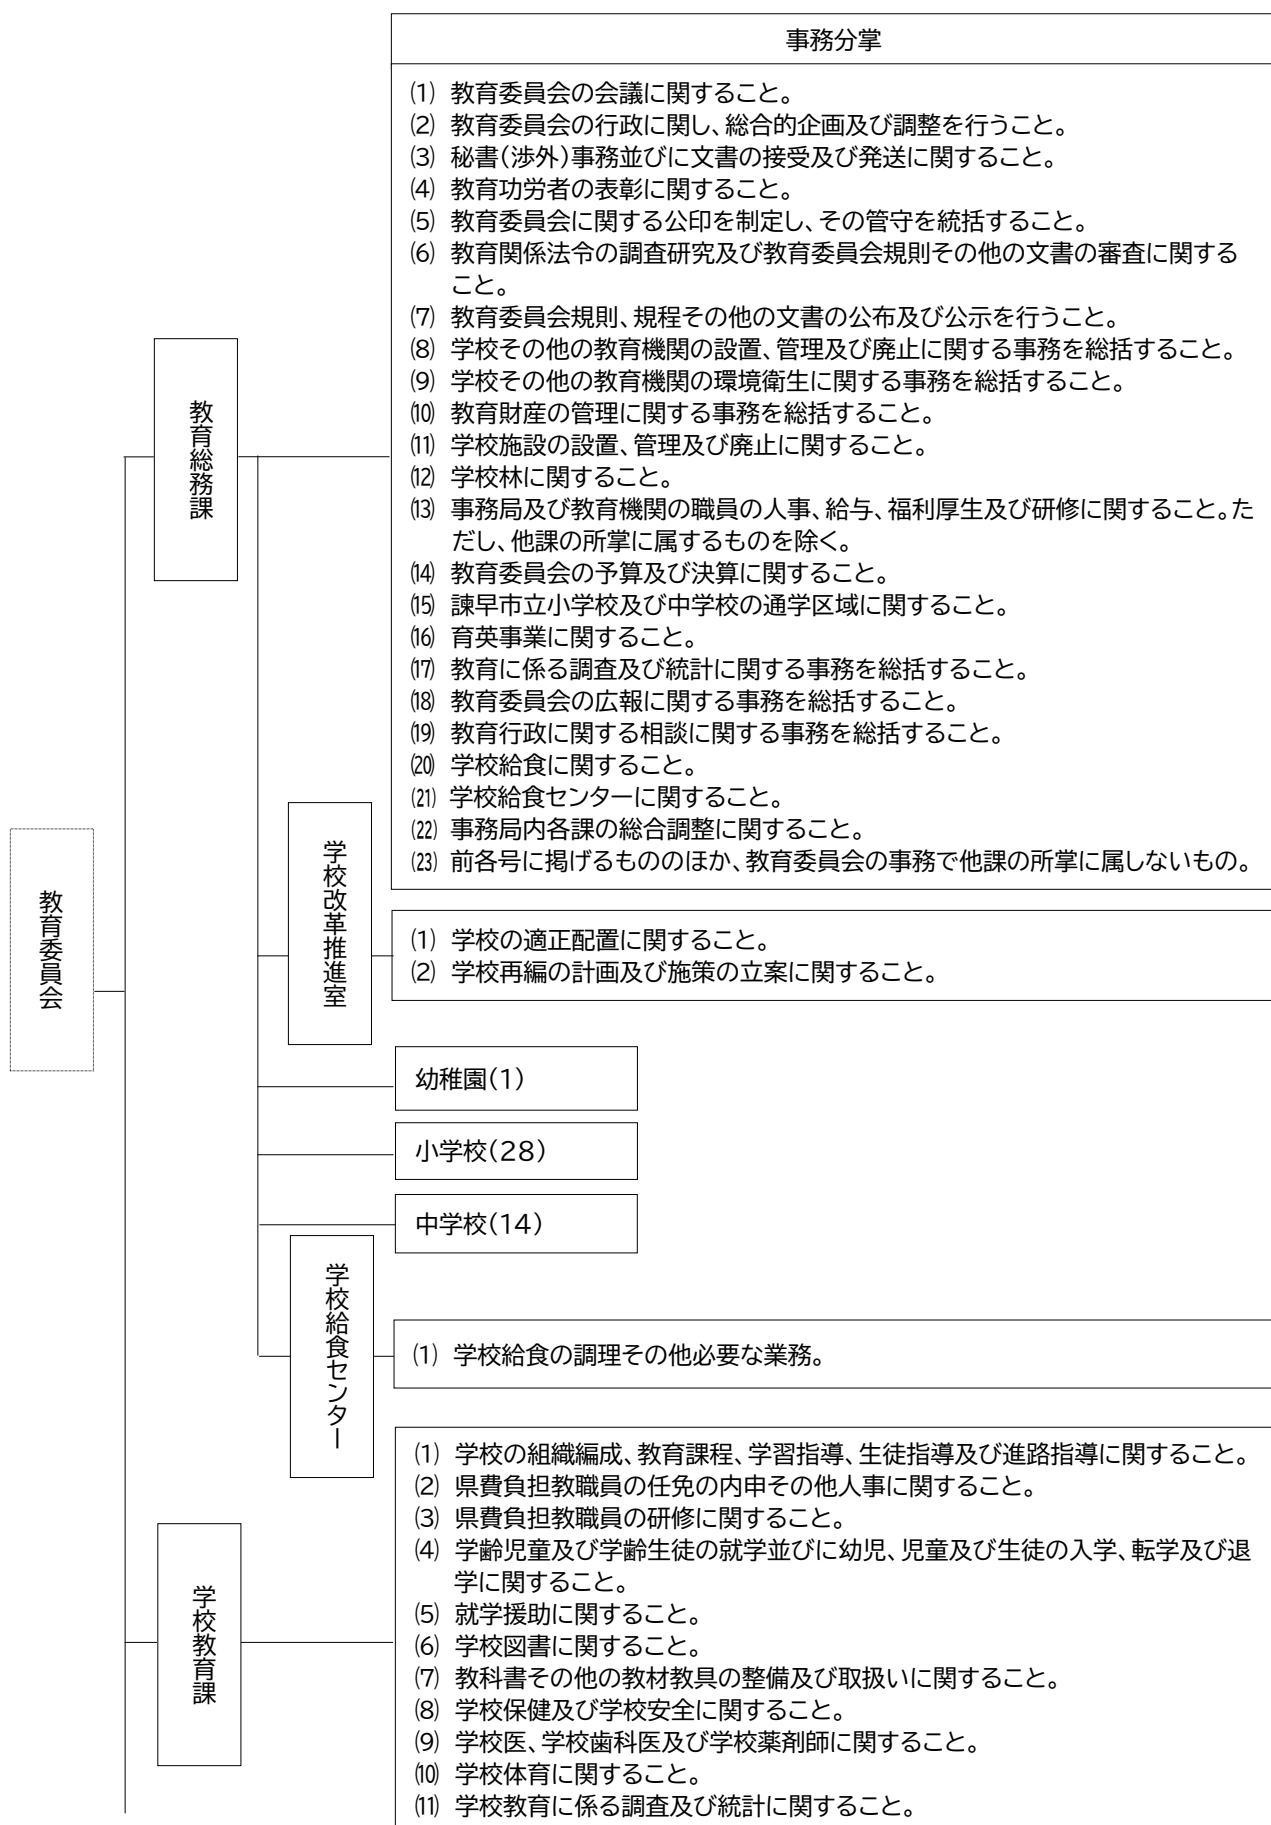 事務分掌
⑴ 教育委員会の会議に関すること。
⑵ 教育委員会の行政に関し、総合的企画及び調整を行うこと。
⑶ 秘書(渉外)事務並びに文書の接受及び発送に関すること。
⑷ 教育功労者の表彰に関すること。
⑸ 教育委員会に関する公印を制定し、その管守を統括すること。
⑹ 教育関係法令の調査研究及び教育委員会規則その他の文書の審査に関する
こと。
⑺ 教育委員会規則、規程その他の文書の公布及び公示を行うこと。
⑻ 学校その他の教育機関の設置、管理及び廃止に関する事務を総括すること。
⑼ 学校その他の教育機関の環境衛生に関する事務を総括すること。
⑽ 教育財産の管理に関する事務を総括すること。
⑾ 学校施設の設置、管理及び廃止に関すること。
⑿ 学校林に関すること。
⒀ 事務局及び教育機関の職員の人事、給与、福利厚生及び研修に関すること。た
だし、他課の所掌に属するものを除く。
⒁ 教育委員会の予算及び決算に関すること。
⒂ 諫早市立小学校及び中学校の通学区域に関すること。
⒃ 育英事業に関すること。
⒄ 教育に係る調査及び統計に関する事務を総括すること。
⒅ 教育委員会の広報に関する事務を総括すること。
⒆ 教育行政に関する相談に関する事務を総括すること。
⒇ 学校給食に関すること。
(21) 学校給食センターに関すること。
(22) 事務局内各課の総合調整に関すること。
(23) 前各号に掲げるもののほか、教育委員会の事務で他課の所掌に属しないもの。
教育総務課
教育委員会
学校改革推進室
⑴ 学校の適正配置に関すること。
⑵ 学校再編の計画及び施策の立案に関すること。
幼稚園(1)
小学校(28)
中学校(14)
学校給食センター
⑴ 学校給食の調理その他必要な業務。
学校教育課
⑴ 学校の組織編成、教育課程、学習指導、生徒指導及び進路指導に関すること。
⑵ 県費負担教職員の任免の内申その他人事に関すること。
⑶ 県費負担教職員の研修に関すること。
⑷ 学齢児童及び学齢生徒の就学並びに幼児、児童及び生徒の入学、転学及び退
学に関すること。
⑸ 就学援助に関すること。
⑹ 学校図書に関すること。
⑺ 教科書その他の教材教具の整備及び取扱いに関すること。
⑻ 学校保健及び学校安全に関すること。
⑼ 学校医、学校歯科医及び学校薬剤師に関すること。
⑽ 学校体育に関すること。
⑾ 学校教育に係る調査及び統計に関すること。